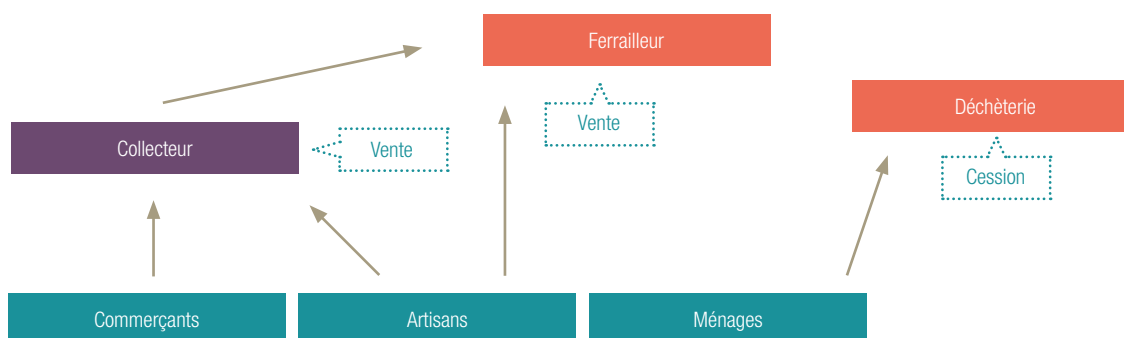 Ferrailleur
Déchèterie
Vente
Collecteur
Vente
Cession
Commerçants
Artisans
Ménages